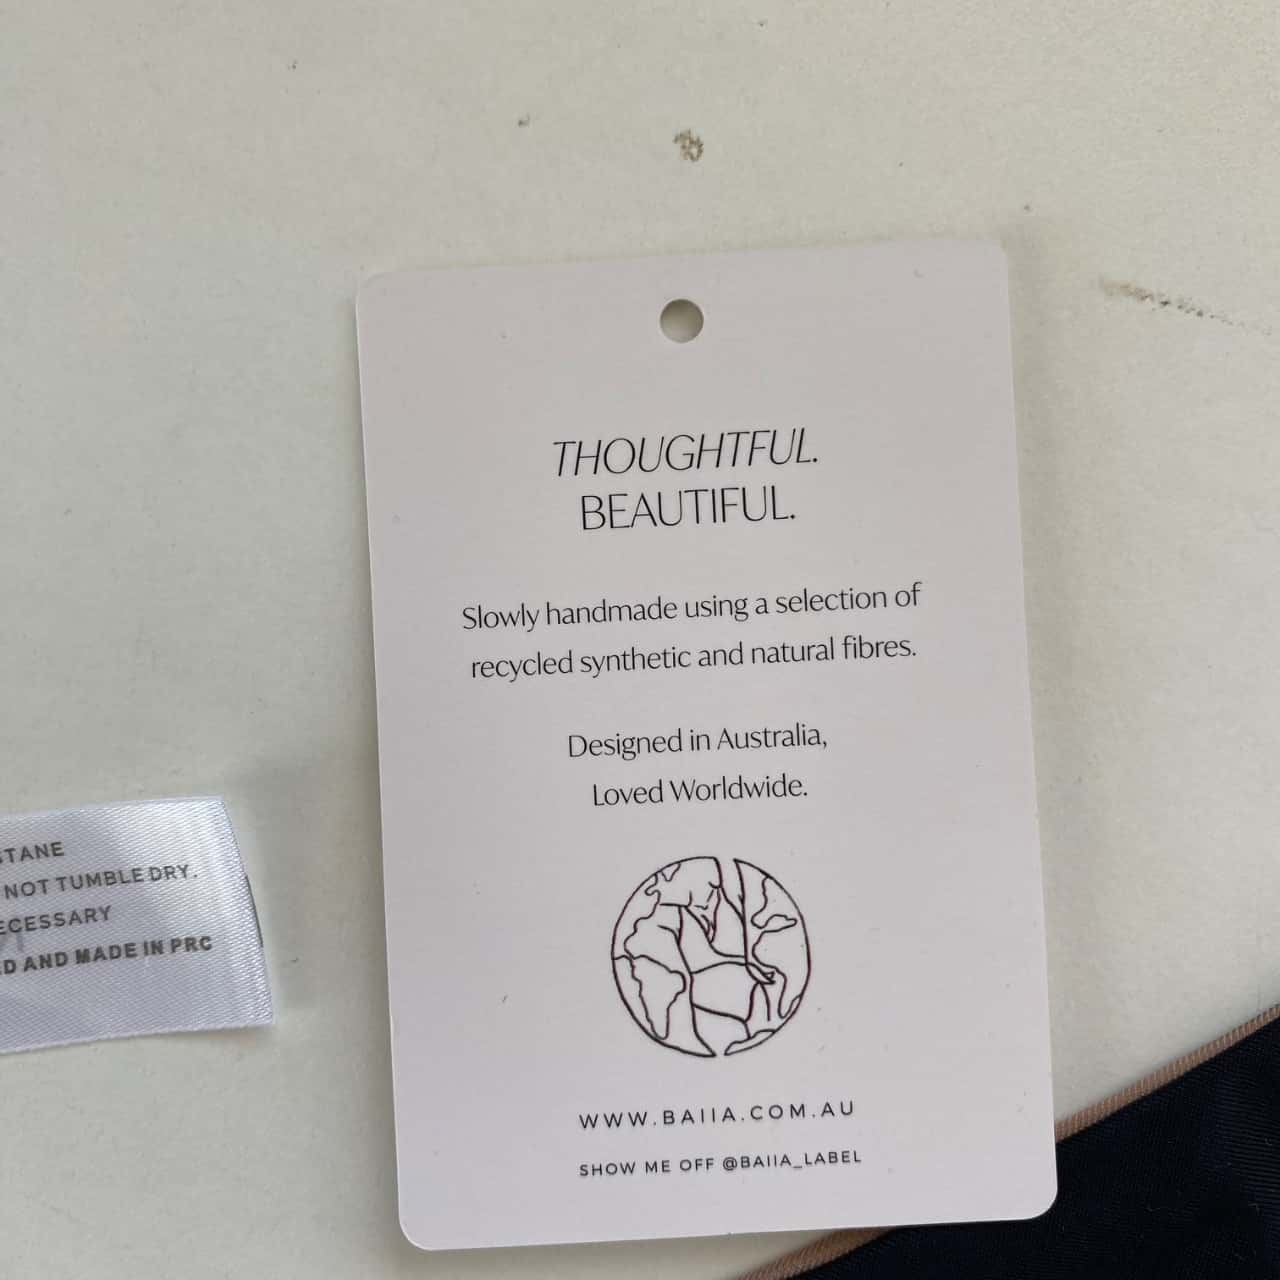 THOUGHTFUL.
BEAUTIFUL.
Slowly handmade using a selection of
recycled synthetic and natural fibres.
Designed in Australia,
Loved Worldwide.
WWW.BAIIA.COM.AU
SHOW ME OFF @BAIIA_LABEL
STANE
NOT TUMBLE DRY.
ECESSARY
D AND MADE IN PRC